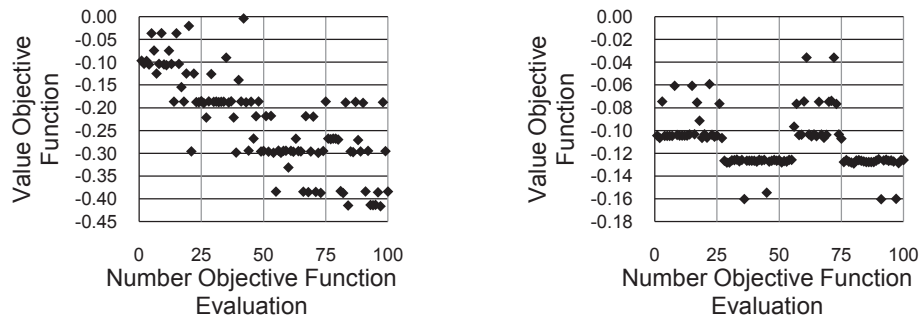 0.00
-0.05
-0.10
-0.15
-0.20
-0.25
-0.30
-0.35
-0.40
-0.45
Value Objective
Function
0 25 50 75 100
Number Objective Function
Evaluation
0.00
-0.02
-0.04
-0.06
-0.08
-0.10
-0.12
-0.14
-0.16
-0.18
Value Objective
Function
0 25 50 75 100
Number Objective Function
Evaluation